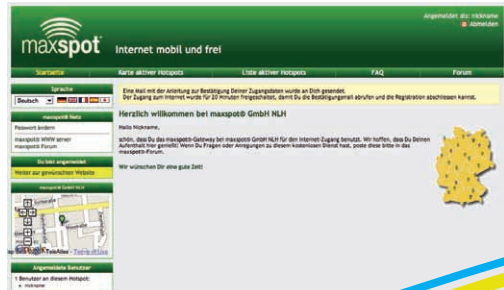 Angemeldet als: nickname
Abmelden
maxspot
Internet mobil und frei
Startseite
Karte aktiver Hotspots
Liste aktiver Hotspots
FAQ
Forum
Sprache
Deutsch
Eine Mail mit der Anleitung zur Bestätigung Deiner Zugangsdaten wurde an Dich gesendet.
Der Zugang zum Internet wurde für 20 Minuten freigeschaltet, damit Du die Bestätigungsmail abrufen und die Registration abschliessen kannst.
Herzlich willkommen bei maxspot® GmbH NLH
Hallo Nickname,
schön, dass Du das maxspot®-Gateway bei maxspot® GmbH NLH für den Internet-Zugang benutzt. Wir hoffen, dass Du Deinen
Aufenthalt hier genießt! Wenn Du Fragen oder Anregungen zu diesem kostenlosen Dienst hast, poste diese bitte in das
maxspot®-Forum.
Wir wünschen Dir eine gute Zeit!
maxspot® Netz
Passwort ändern
maxspot® WWW server
maxspot® Forum
Du bist angemeldet
Weiter zur gewünschten Website
maxspot® GmbH NLH
TeleAtlas -
Angemeldete Benutzer
1 Benutzer an diesem Hotspot:
nickname